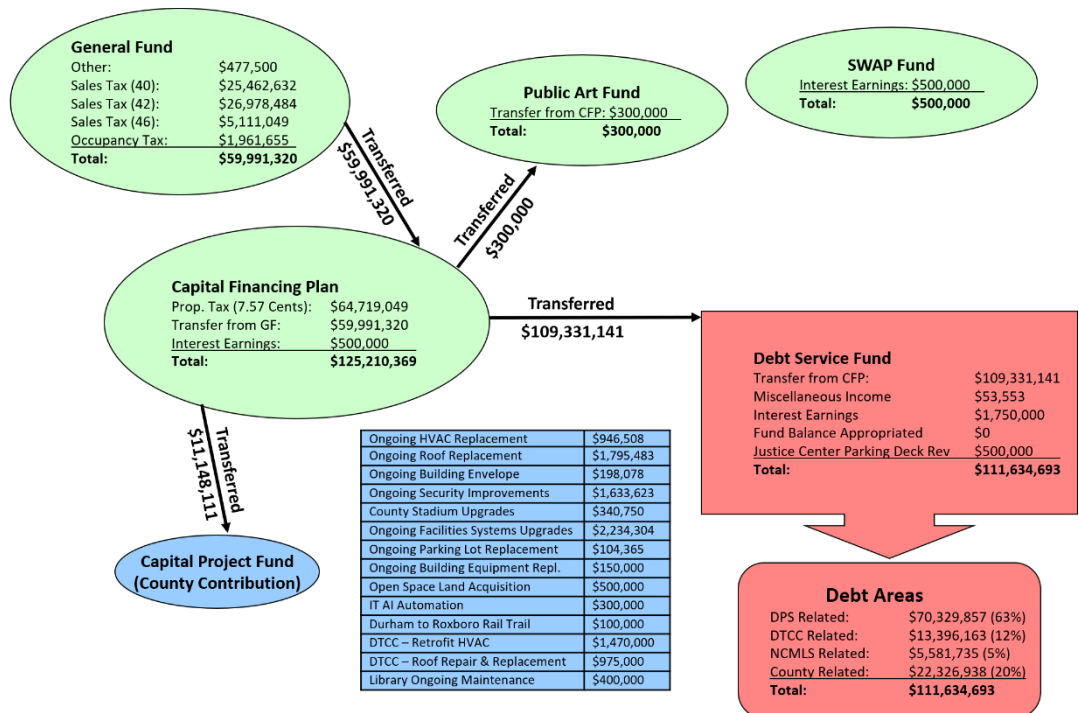 General Fund
Other: $477,500
Sales Tax (40): $25,462,632
Sales Tax (42): $26,978,484
Sales Tax (46): $5,111,049
Occupancy Tax: $1,961,655
Total: $59,991,320
Public Art Fund
Transfer from CFP: $300,000
Total: $300,000
SWAP Fund
Interest Earnings: $500,000
Total: $500,000
Transferred
$59,991,320
Transferred
$300,000
Capital Financing Plan
Prop. Tax (7.57 Cents): $64,719,049
Transfer from GF: $59,991,320
Interest Earnings: $500,000
Total: $125,210,369
Transferred
$109,331,141
Debt Service Fund
Transfer from CFP: $109,331,141
Miscellaneous Income $53,553
Interest Earnings $1,750,000
Fund Balance Appropriated $0
Justice Center Parking Deck Rev $500,000
Total: $111,634,693
Transferred
$11,148,111
Capital Project Fund
(County Contribution)
Ongoing HVAC Replacement $946,508
Ongoing Roof Replacement $1,795,483
Ongoing Building Envelope $198,078
Ongoing Security Improvements $1,633,623
County Stadium Upgrades $340,750
Ongoing Facilities Systems Upgrades $2,234,304
Ongoing Parking Lot Replacement $104,365
Ongoing Building Equipment Repl. $150,000
Open Space Land Acquisition $500,000
IT AI Automation $300,000
Durham to Roxboro Rail Trail $100,000
DTCC – Retrofit HVAC $1,470,000
DTCC – Roof Repair & Replacement $975,000
Library Ongoing Maintenance $400,000
Debt Areas
DPS Related: $70,329,857 (63%)
DTCC Related: $13,396,163 (12%)
NCMLS Related: $5,581,735 (5%)
County Related: $22,326,938 (20%)
Total: $111,634,693